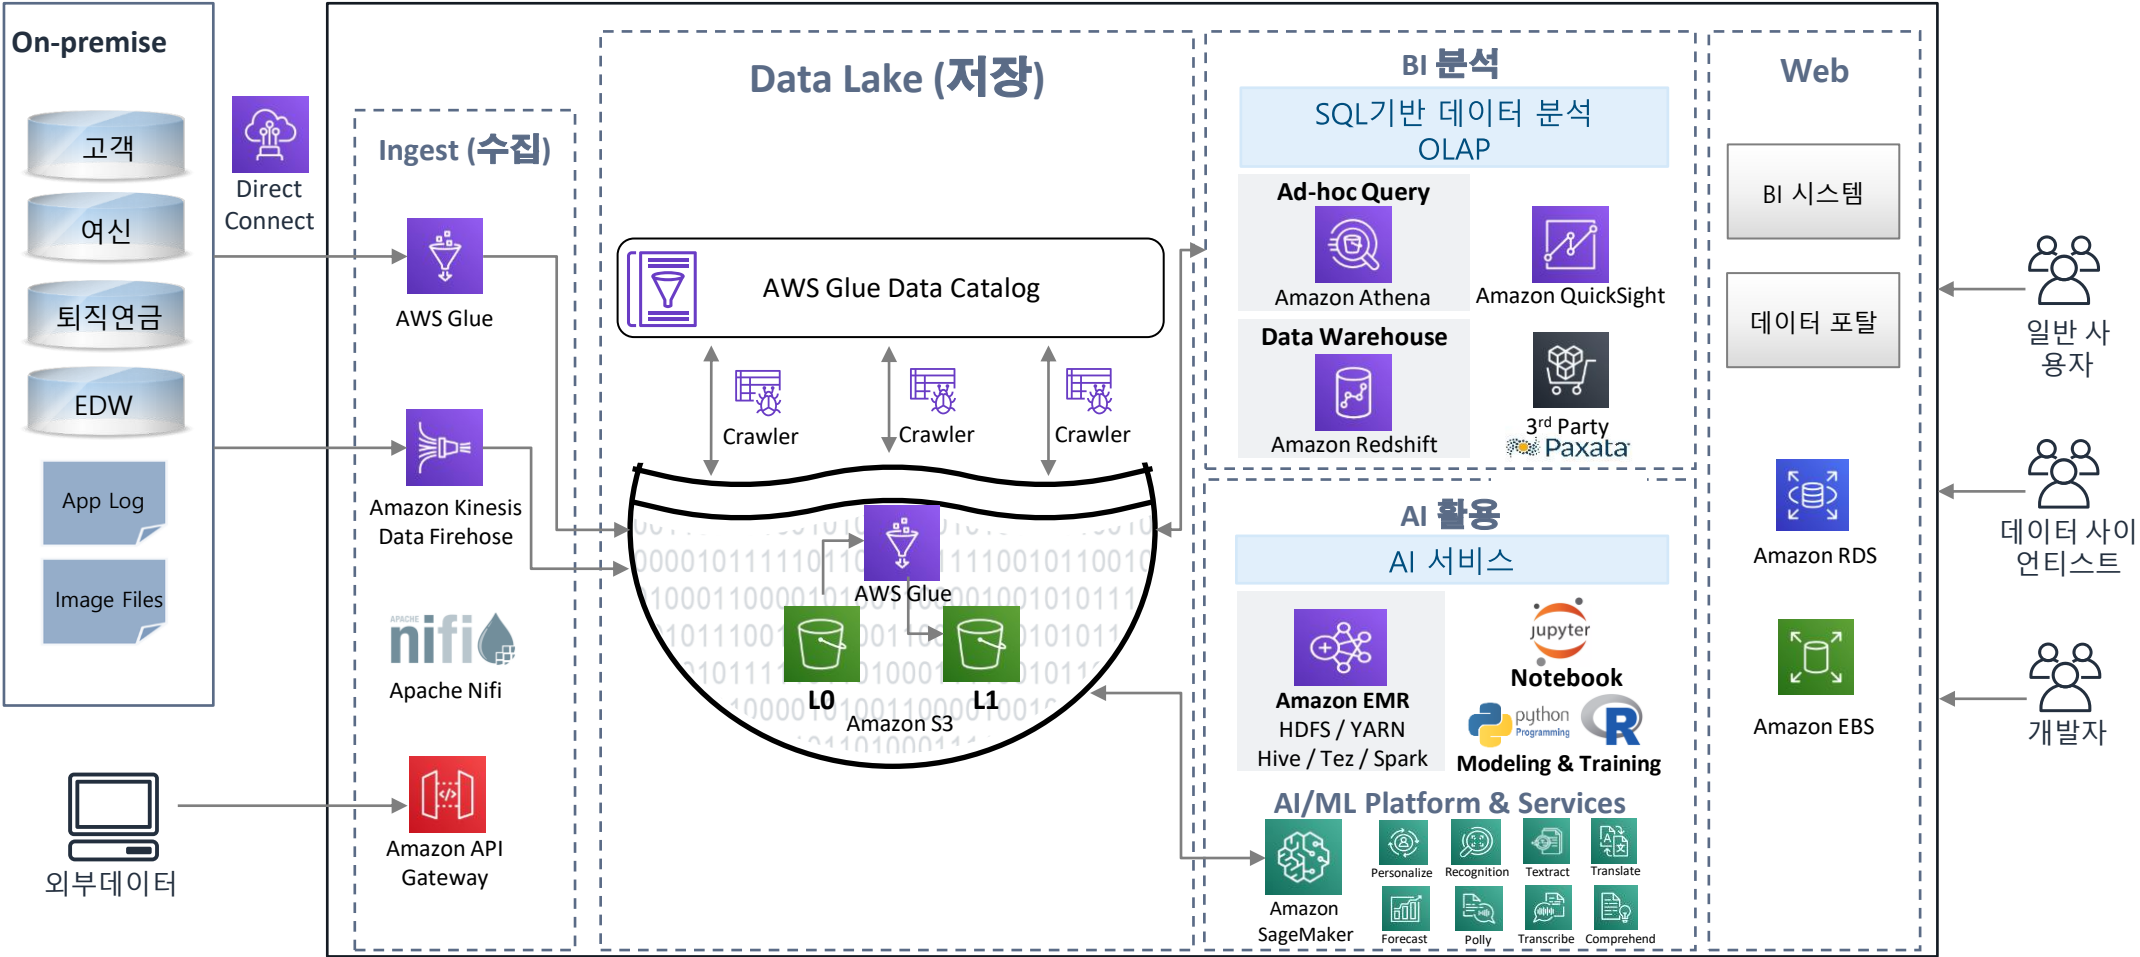 On-premise
고객
여신
퇴직연금
EDW
App Log
Image Files
외부데이터
Direct
Connect
Ingest (수집)
AWS Glue
Amazon Kinesis
Data Firehose
APACHE
nifi
Apache Nifi
Amazon API
Gateway
Data Lake (저장)
AWS Glue Data Catalog
Crawler
Crawler
Crawler
AWS Glue
L0
L1
Amazon S3
BI 분석
SQL기반 데이터 분석
OLAP
Ad-hoc Query
Amazon Athena
Amazon QuickSight
Data Warehouse
Amazon Redshift
3rd Party
Paxata
AI 활용
AI 서비스
Amazon EMR
HDFS / YARN
Hive / Tez / Spark
jupyter
Notebook
python
Programming
R
Modeling & Training
AI/ML Platform & Services
Amazon
SageMaker
Personalize
Recognition
Textract
Translate
Forecast
Polly
Transcribe
Comprehend
Web
BI 시스템
데이터 포탈
Amazon RDS
Amazon EBS
일반 사
용자
데이터 사이
언티스트
개발자